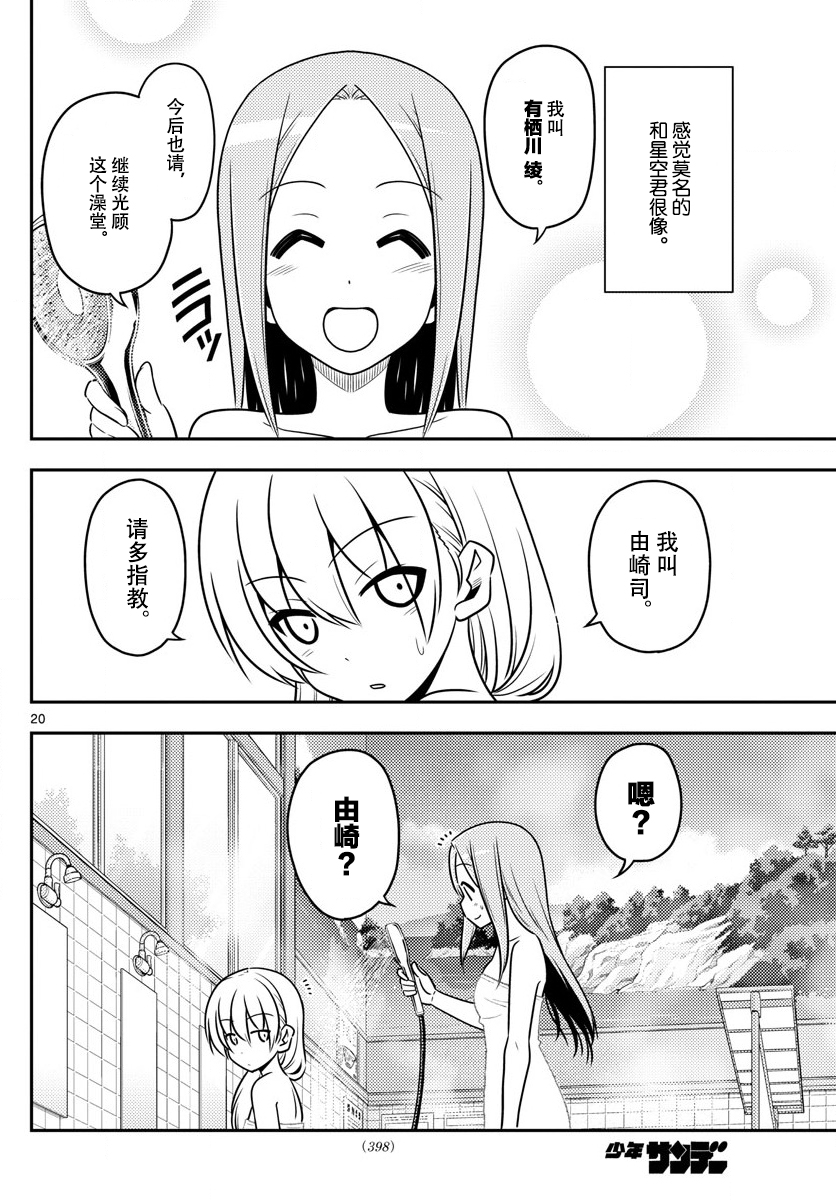 感觉莫名的
和星空君很像。
我叫
有栖川 绫。
今后也请,
继续光顾
这个澡堂。
ニコッ
我叫
由崎司。
请多指教。
20
嗯?
由崎?
(398)
少年サンデー